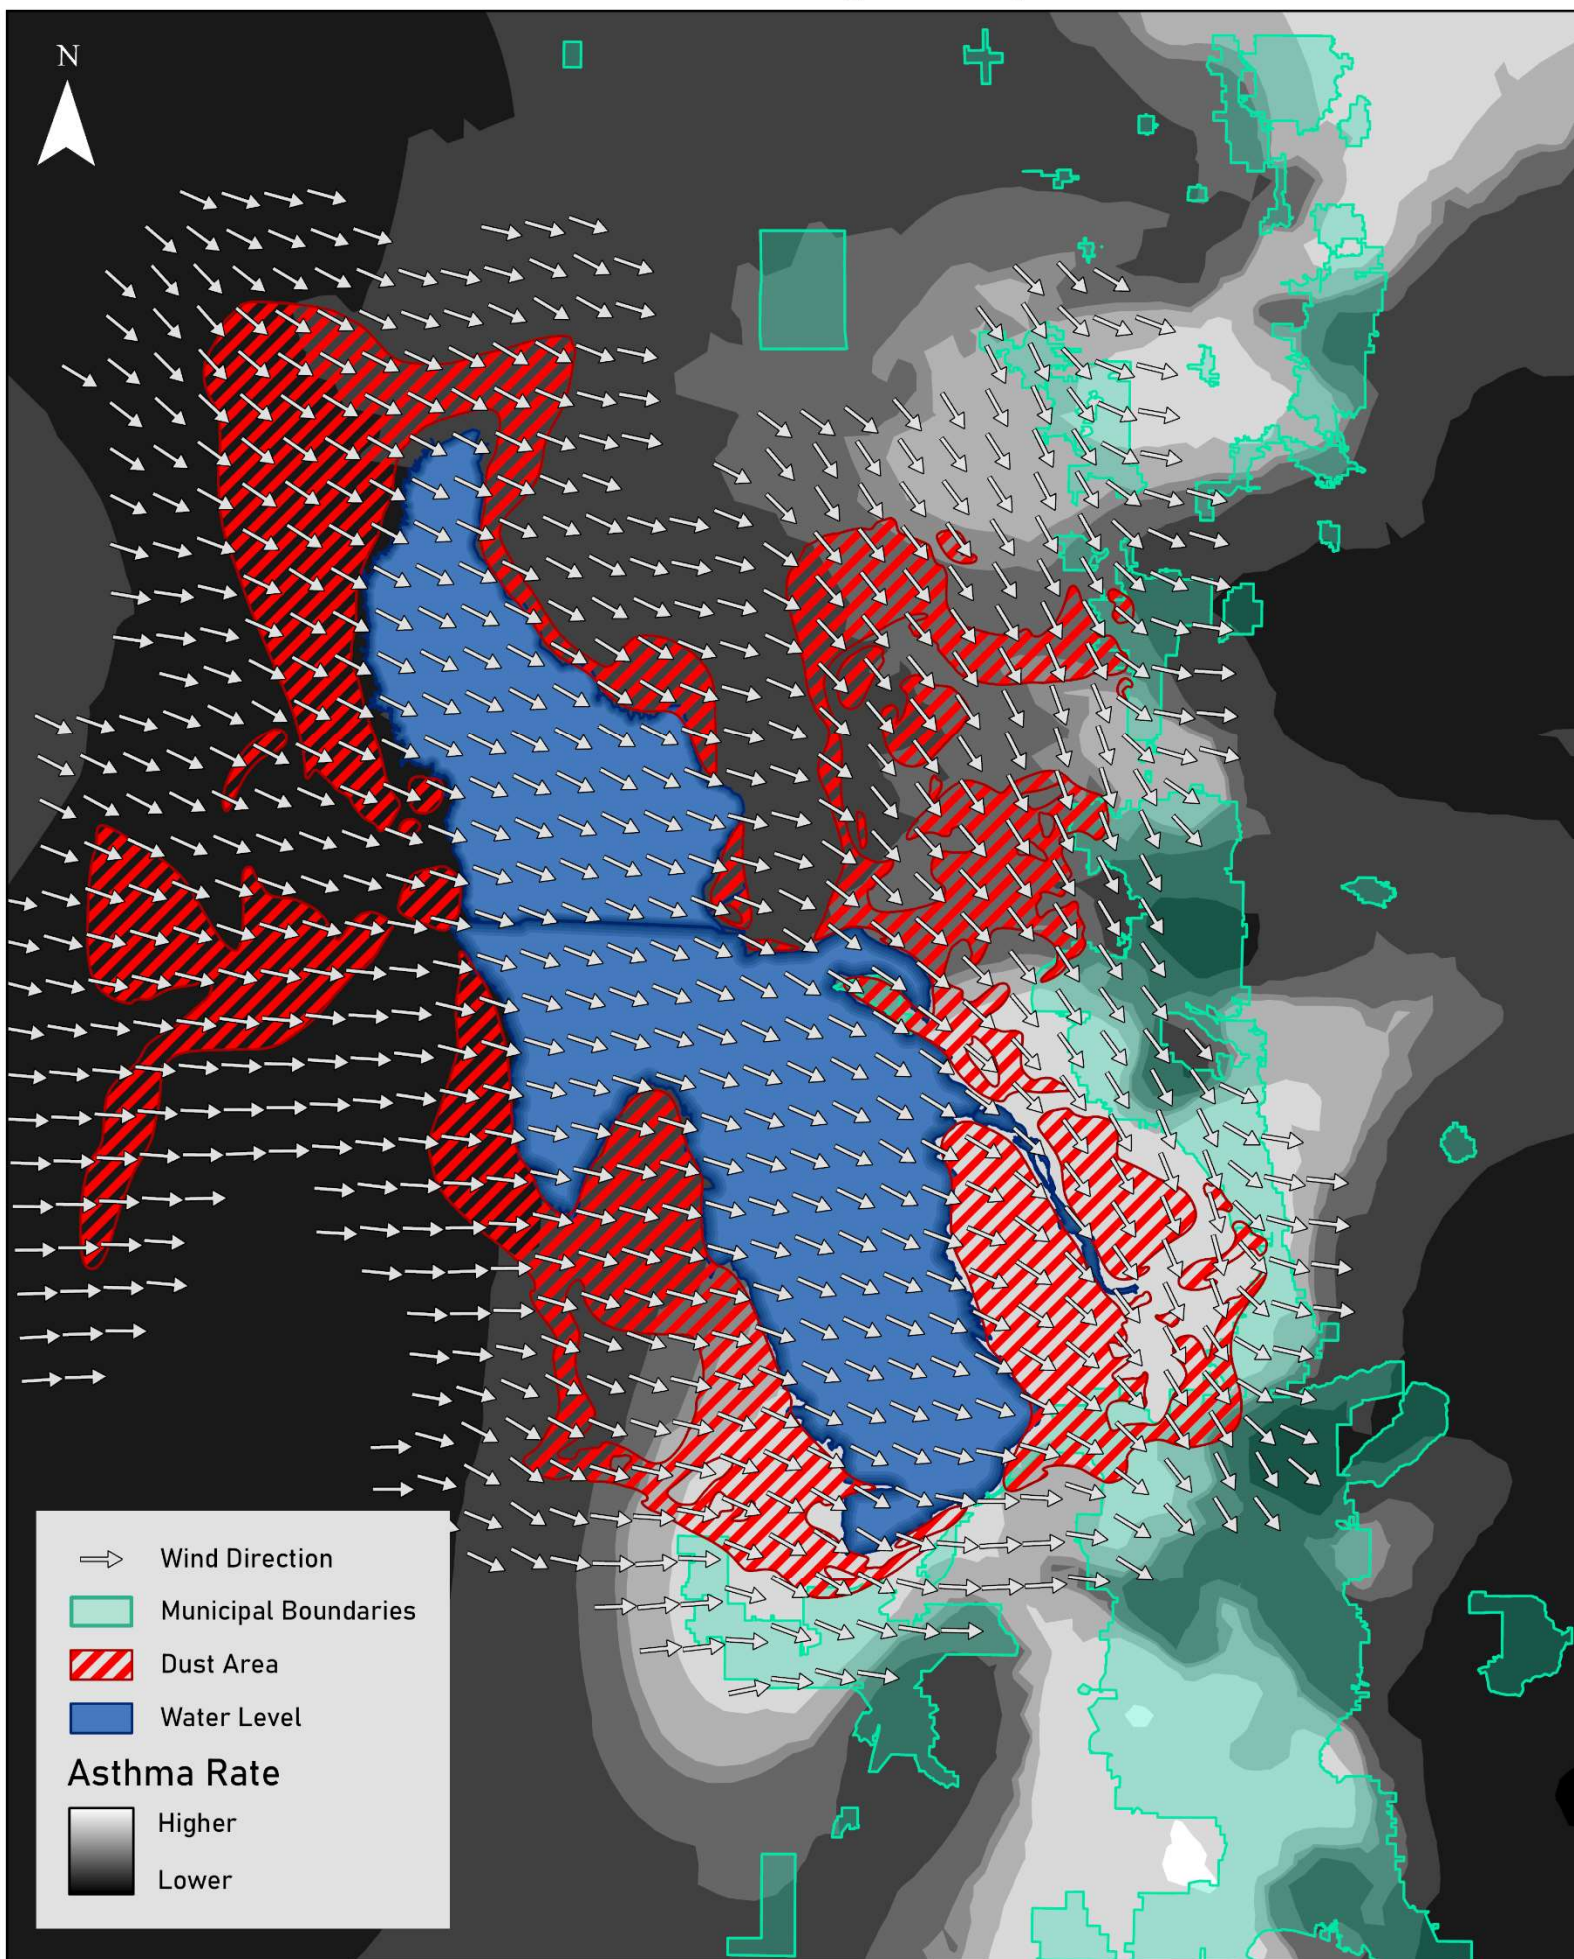 N
Wind Direction
Municipal Boundaries
Dust Area
Water Level
Asthma Rate
Higher
Lower